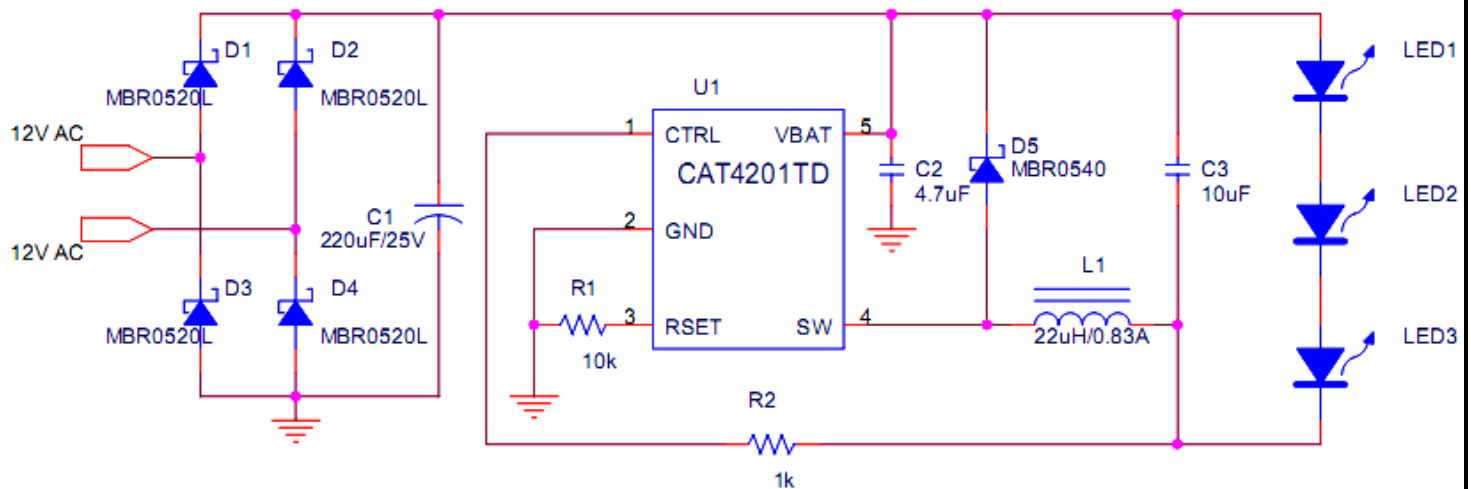 D1
MBR0520L
D2
MBR0520L
12V AC
12V AC
D3
MBR0520L
D4
MBR0520L
C1
220uF/25V
U1
1
CTRL
VBAT
5
CAT4201TD
2
GND
R1
10k
3
RSET
SW
4
C2
4.7uF
D5
MBR0540
C3
10uF
L1
22uH/0.83A
R2
1k
LED1
LED2
LED3